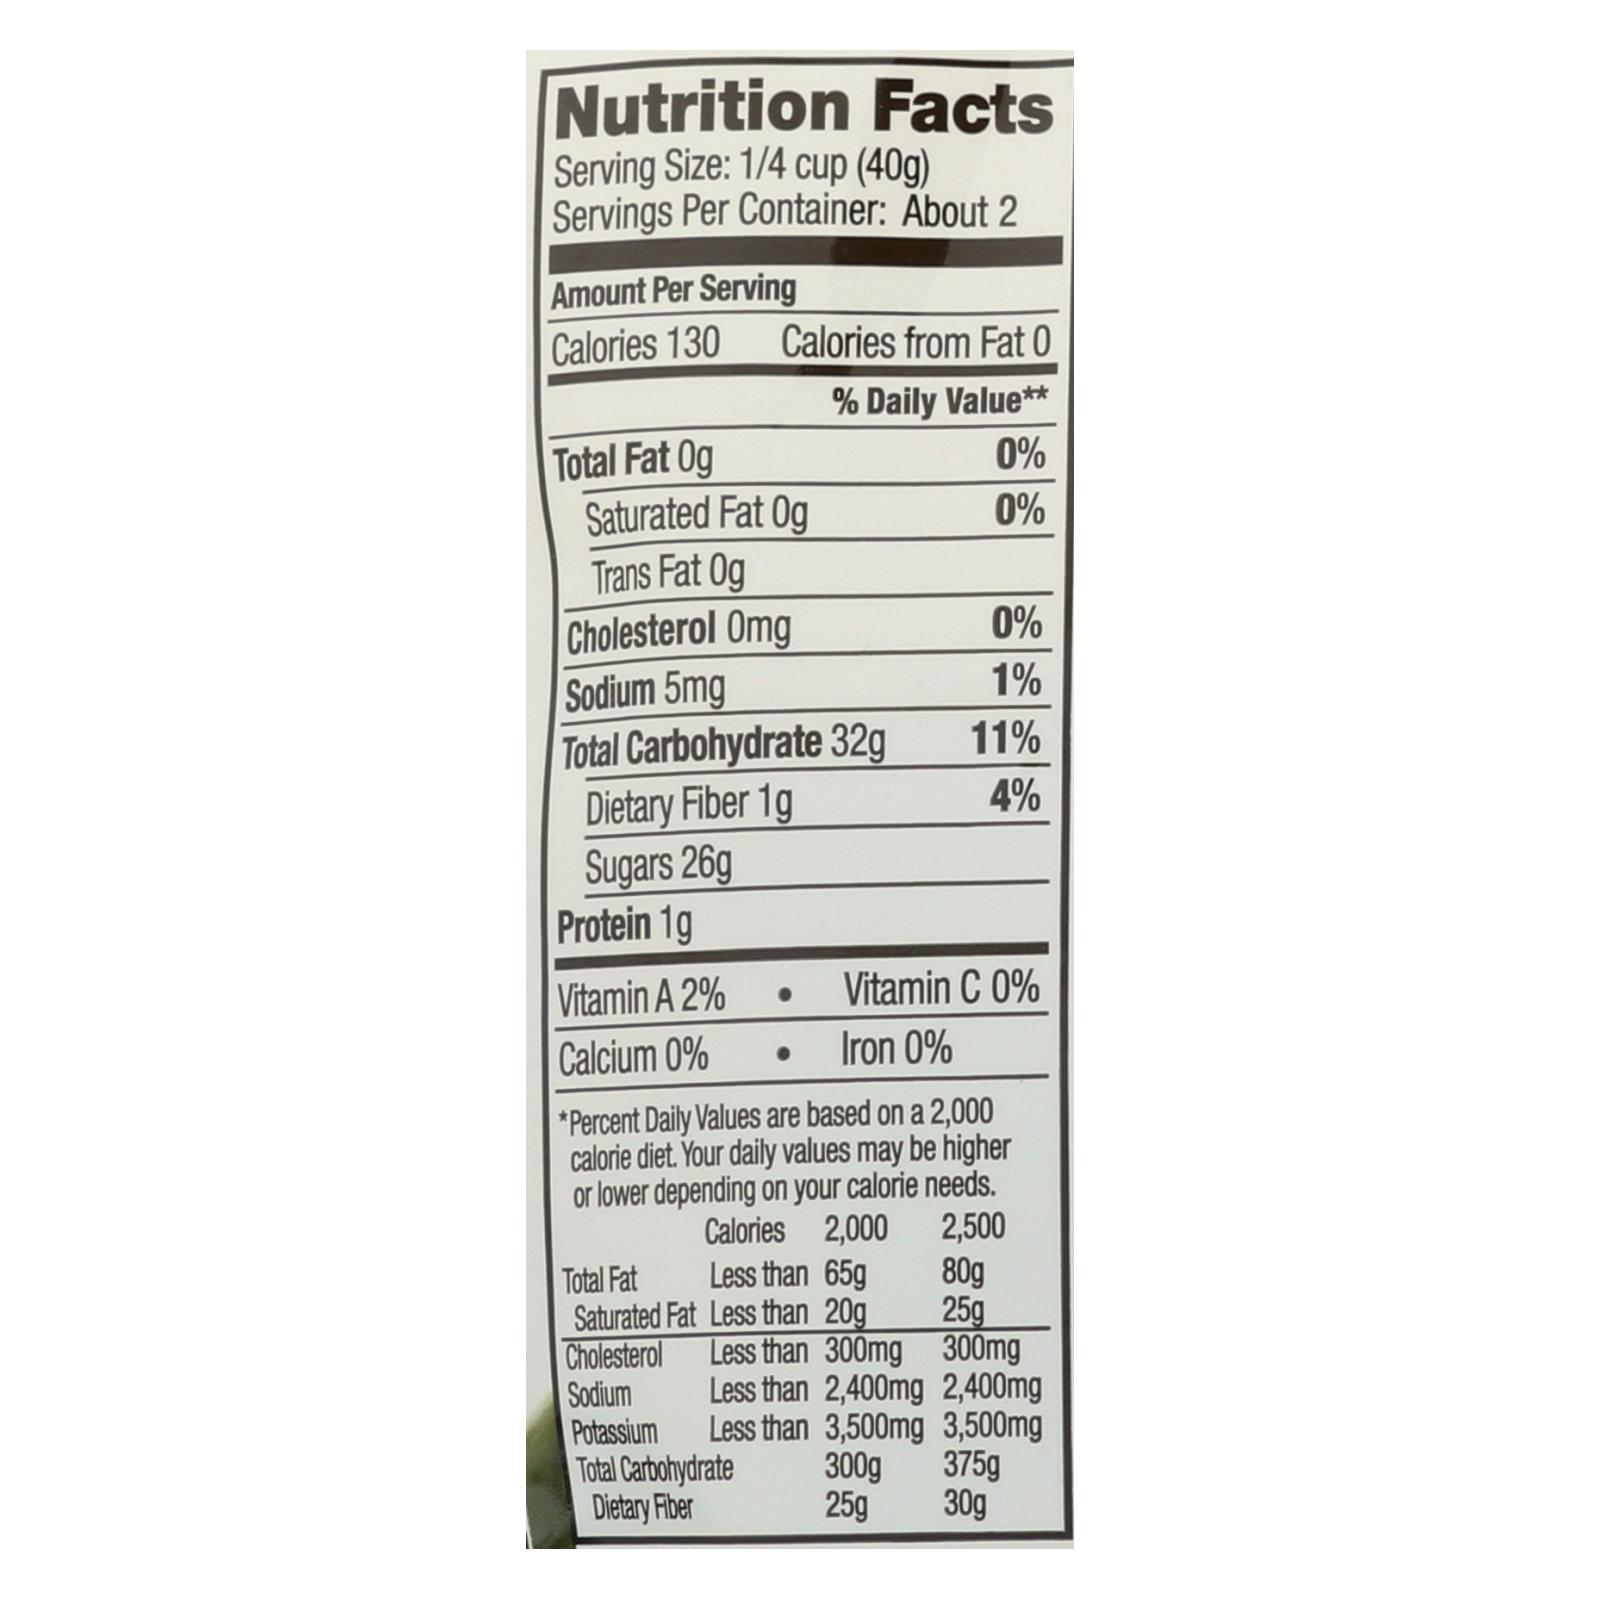 Nutrition Facts
Serving Size: 1/4 cup (40g)
Servings Per Container: About 2
Amount Per Serving
Calories 130 Calories from Fat 0
% Daily Value**
Total Fat 0g 0%
Saturated Fat 0g 0%
Trans Fat 0g
Cholesterol 0mg 0%
Sodium 5mg 1%
Total Carbohydrate 32g 11%
Dietary Fiber 1g 4%
Sugars 26g
Protein 1g
Vitamin A 2% • Vitamin C 0%
Calcium 0% • Iron 0%
*Percent Daily Values are based on a 2,000
calorie diet. Your daily values may be higher
or lower depending on your calorie needs.
Calories 2,000 2,500
Total Fat Less than 65g 80g
Saturated Fat Less than 20g 25g
Cholesterol Less than 300mg 300mg
Sodium Less than 2,400mg 2,400mg
Potassium Less than 3,500mg 3,500mg
Total Carbohydrate 300g 375g
Dietary Fiber 25g 30g